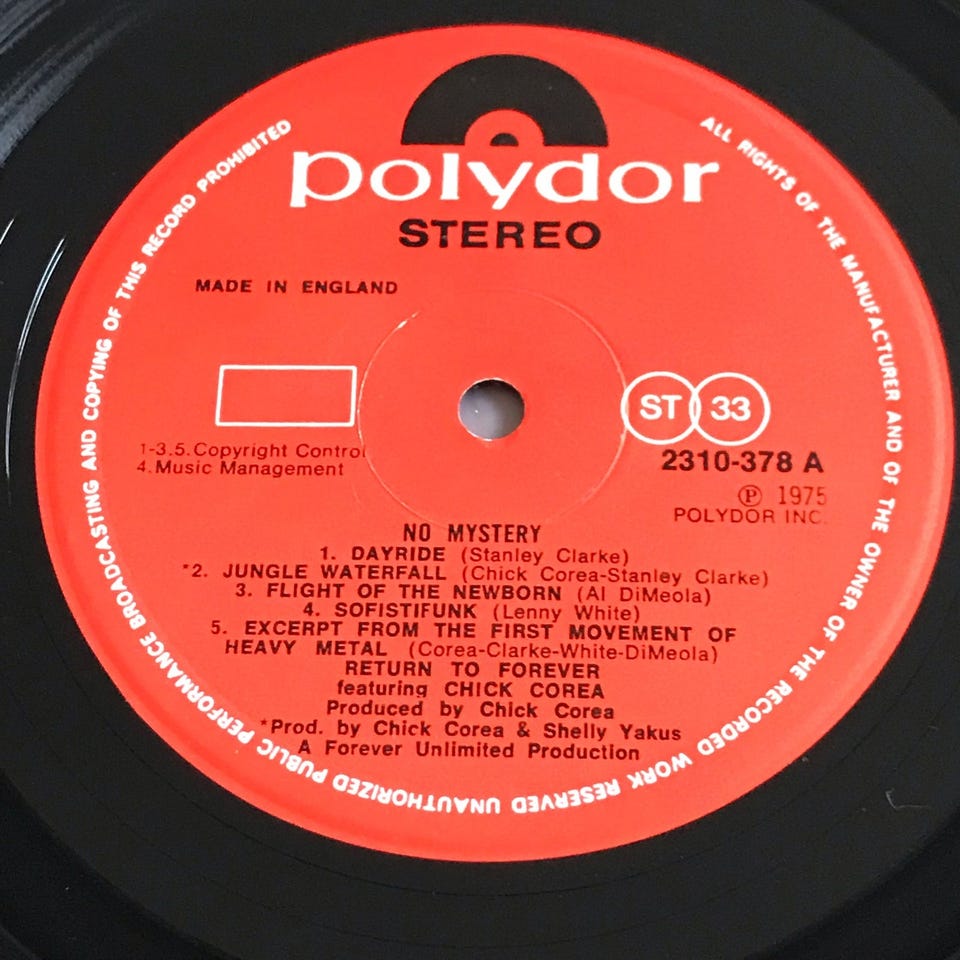 polydor
STEREO
MADE IN ENGLAND
ST 33
1-3.5.Copyright Control
4.Music Management
2310-378 A
℗ 1975
POLYDOR INC.
NO MYSTERY
1. DAYRIDE (Stanley Clarke)
*2. JUNGLE WATERFALL (Chick Corea-Stanley Clarke)
3. FLIGHT OF THE NEWBORN (Al DiMeola)
4. SOFISTIFUNK (Lenny White)
5. EXCERPT FROM THE FIRST MOVEMENT OF
HEAVY METAL (Corea-Clarke-White-DiMeola)
RETURN TO FOREVER
featuring CHICK COREA
Produced by Chick Corea
*Prod. by Chick Corea & Shelly Yakus
A Forever Unlimited Production
ALL RIGHTS OF THE MANUFACTURER AND OF THE OWNER OF THE RECORDED WORK RESERVED UNAUTHORIZED PUBLIC PERFORMANCE BROADCASTING AND COPYING OF THIS RECORD PROHIBITED